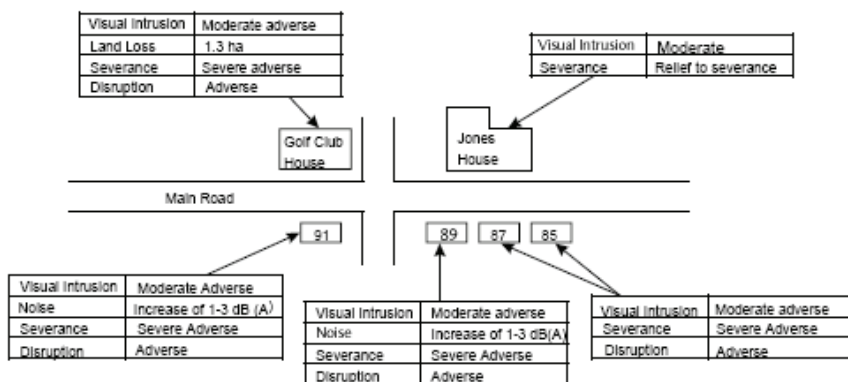 Visual Intrusion Moderate adverse
Land Loss 1.3 ha
Severance Severe adverse
Disruption Adverse
Visual Intrusion Moderate
Severance Relief to severance
Golf Club
House
Jones
House
Main Road
91
89
87
85
Visual Intrusion Moderate Adverse
Noise Increase of 1-3 dB (A)
Severance Severe Adverse
Disruption Adverse
Visual Intrusion Moderate adverse
Noise Increase of 1-3 dB(A)
Severance Severe Adverse
Disruption Adverse
Visual Intrusion Moderate adverse
Severance Severe Adverse
Disruption Adverse